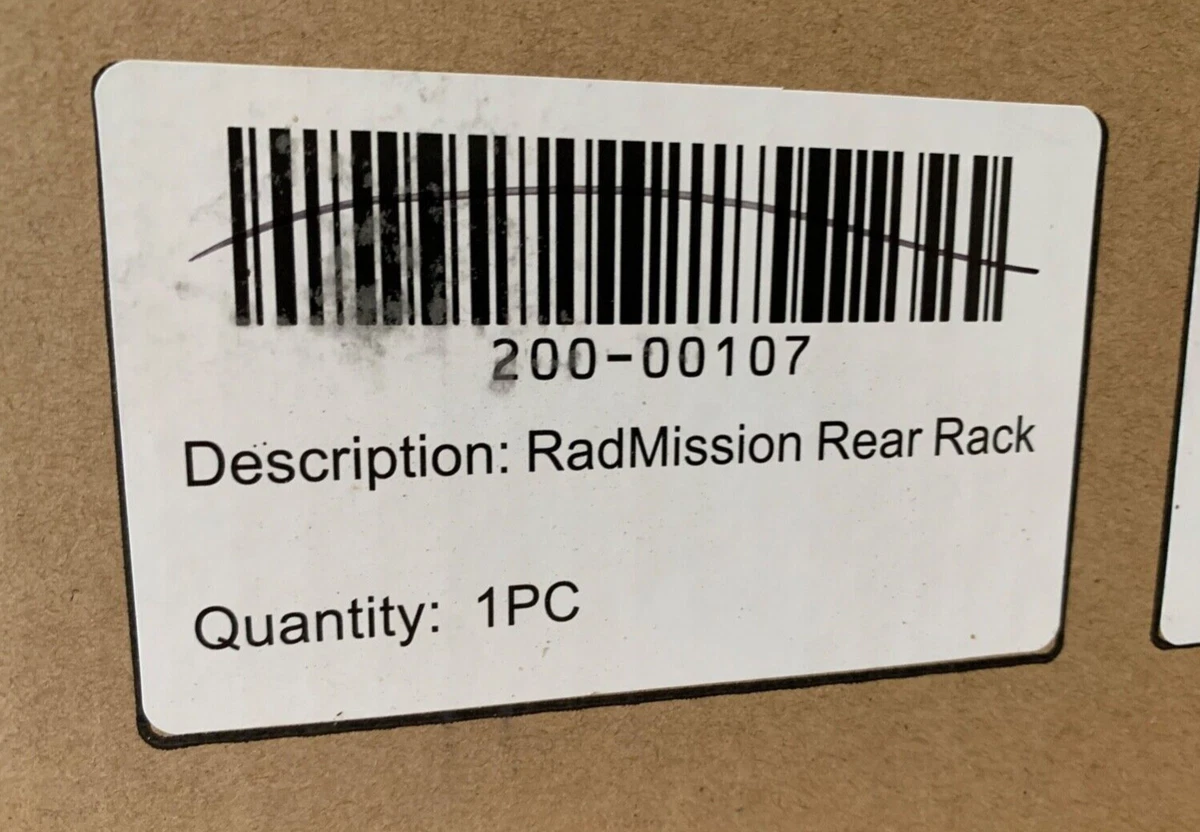 200-00107
Description: RadMission Rear Rack
Quantity: 1PC